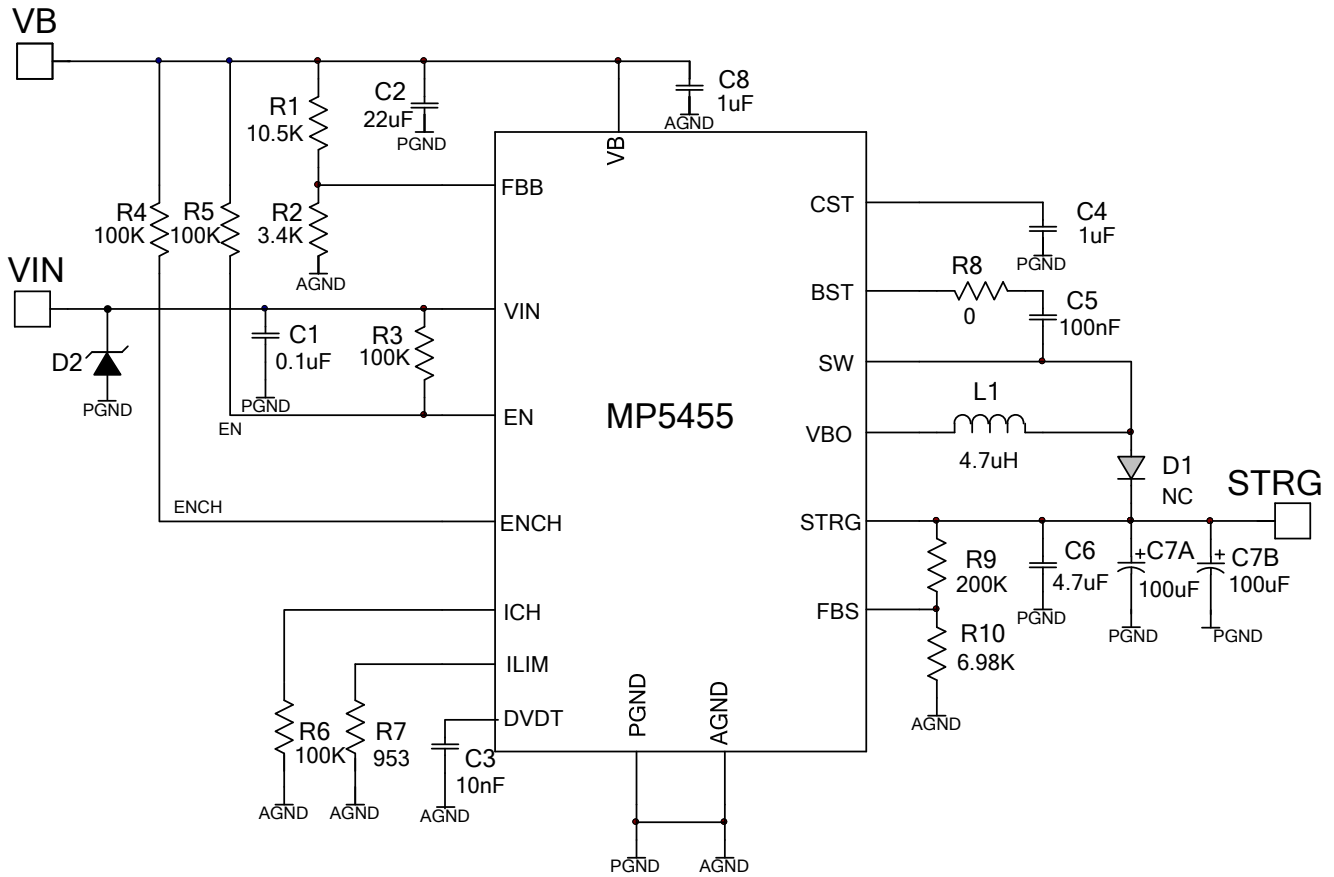 VB
C2
22uF
PGND
C8
1uF
AGND
R1
10.5K
VB
FBB
R4
100K
R5
100K
R2
3.4K
AGND
CST
C4
1uF
PGND
VIN
VIN
R8
0
BST
C5
100nF
D2
PGND
C1
0.1uF
PGND
R3
100K
SW
EN
EN
MP5455
L1
4.7uH
VBO
D1
NC
STRG
ENCH
ENCH
STRG
R9
200K
C6
4.7uF
PGND
+
C7A
100uF
PGND
+
C7B
100uF
PGND
ICH
FBS
R10
6.98K
AGND
ILIM
DVDT
PGND
AGND
R6
100K
AGND
R7
953
AGND
C3
10nF
AGND
PGND
AGND